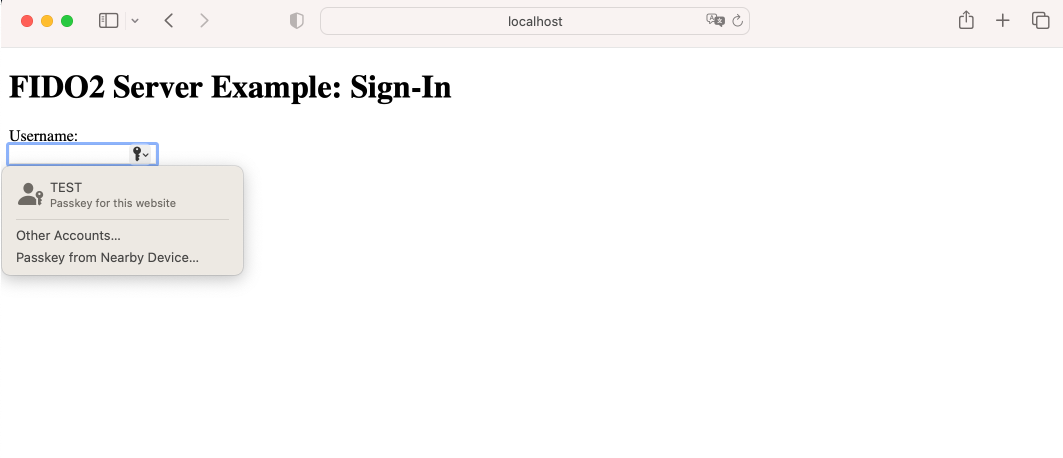 localhost
FIDO2 Server Example: Sign-In
Username:
TEST
Passkey for this website
Other Accounts...
Passkey from Nearby Device...